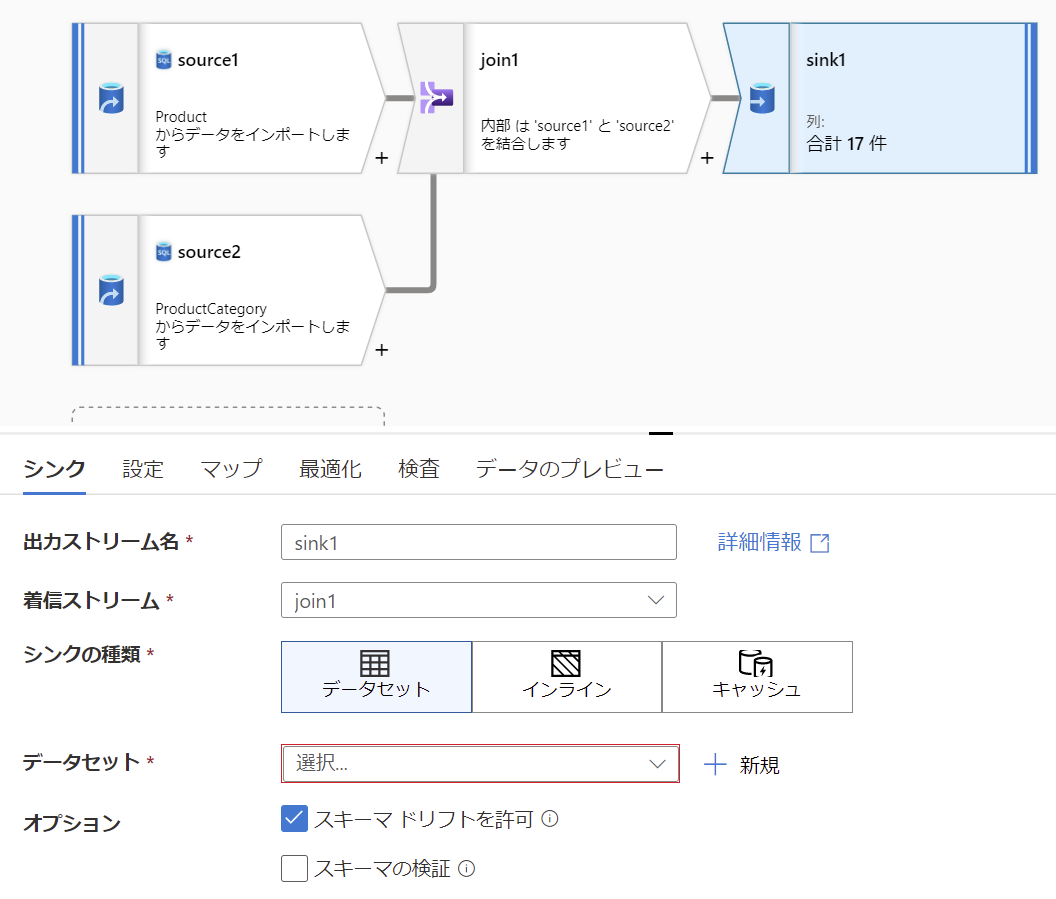 SQL source1
Product
からデータをインポートしま
す
+
join1
内部 は 'source1' と 'source2'
を結合します
+
sink1
列:
合計 17 件
SQL source2
ProductCategory
からデータをインポートしま
す
+
シンク 設定 マップ 最適化 検査 データのプレビュー
出力ストリーム名 * sink1 詳細情報
着信ストリーム * join1
シンクの種類 * データセット インライン キャッシュ
データセット * 選択... + 新規
オプション スキーマ ドリフトを許可
スキーマの検証